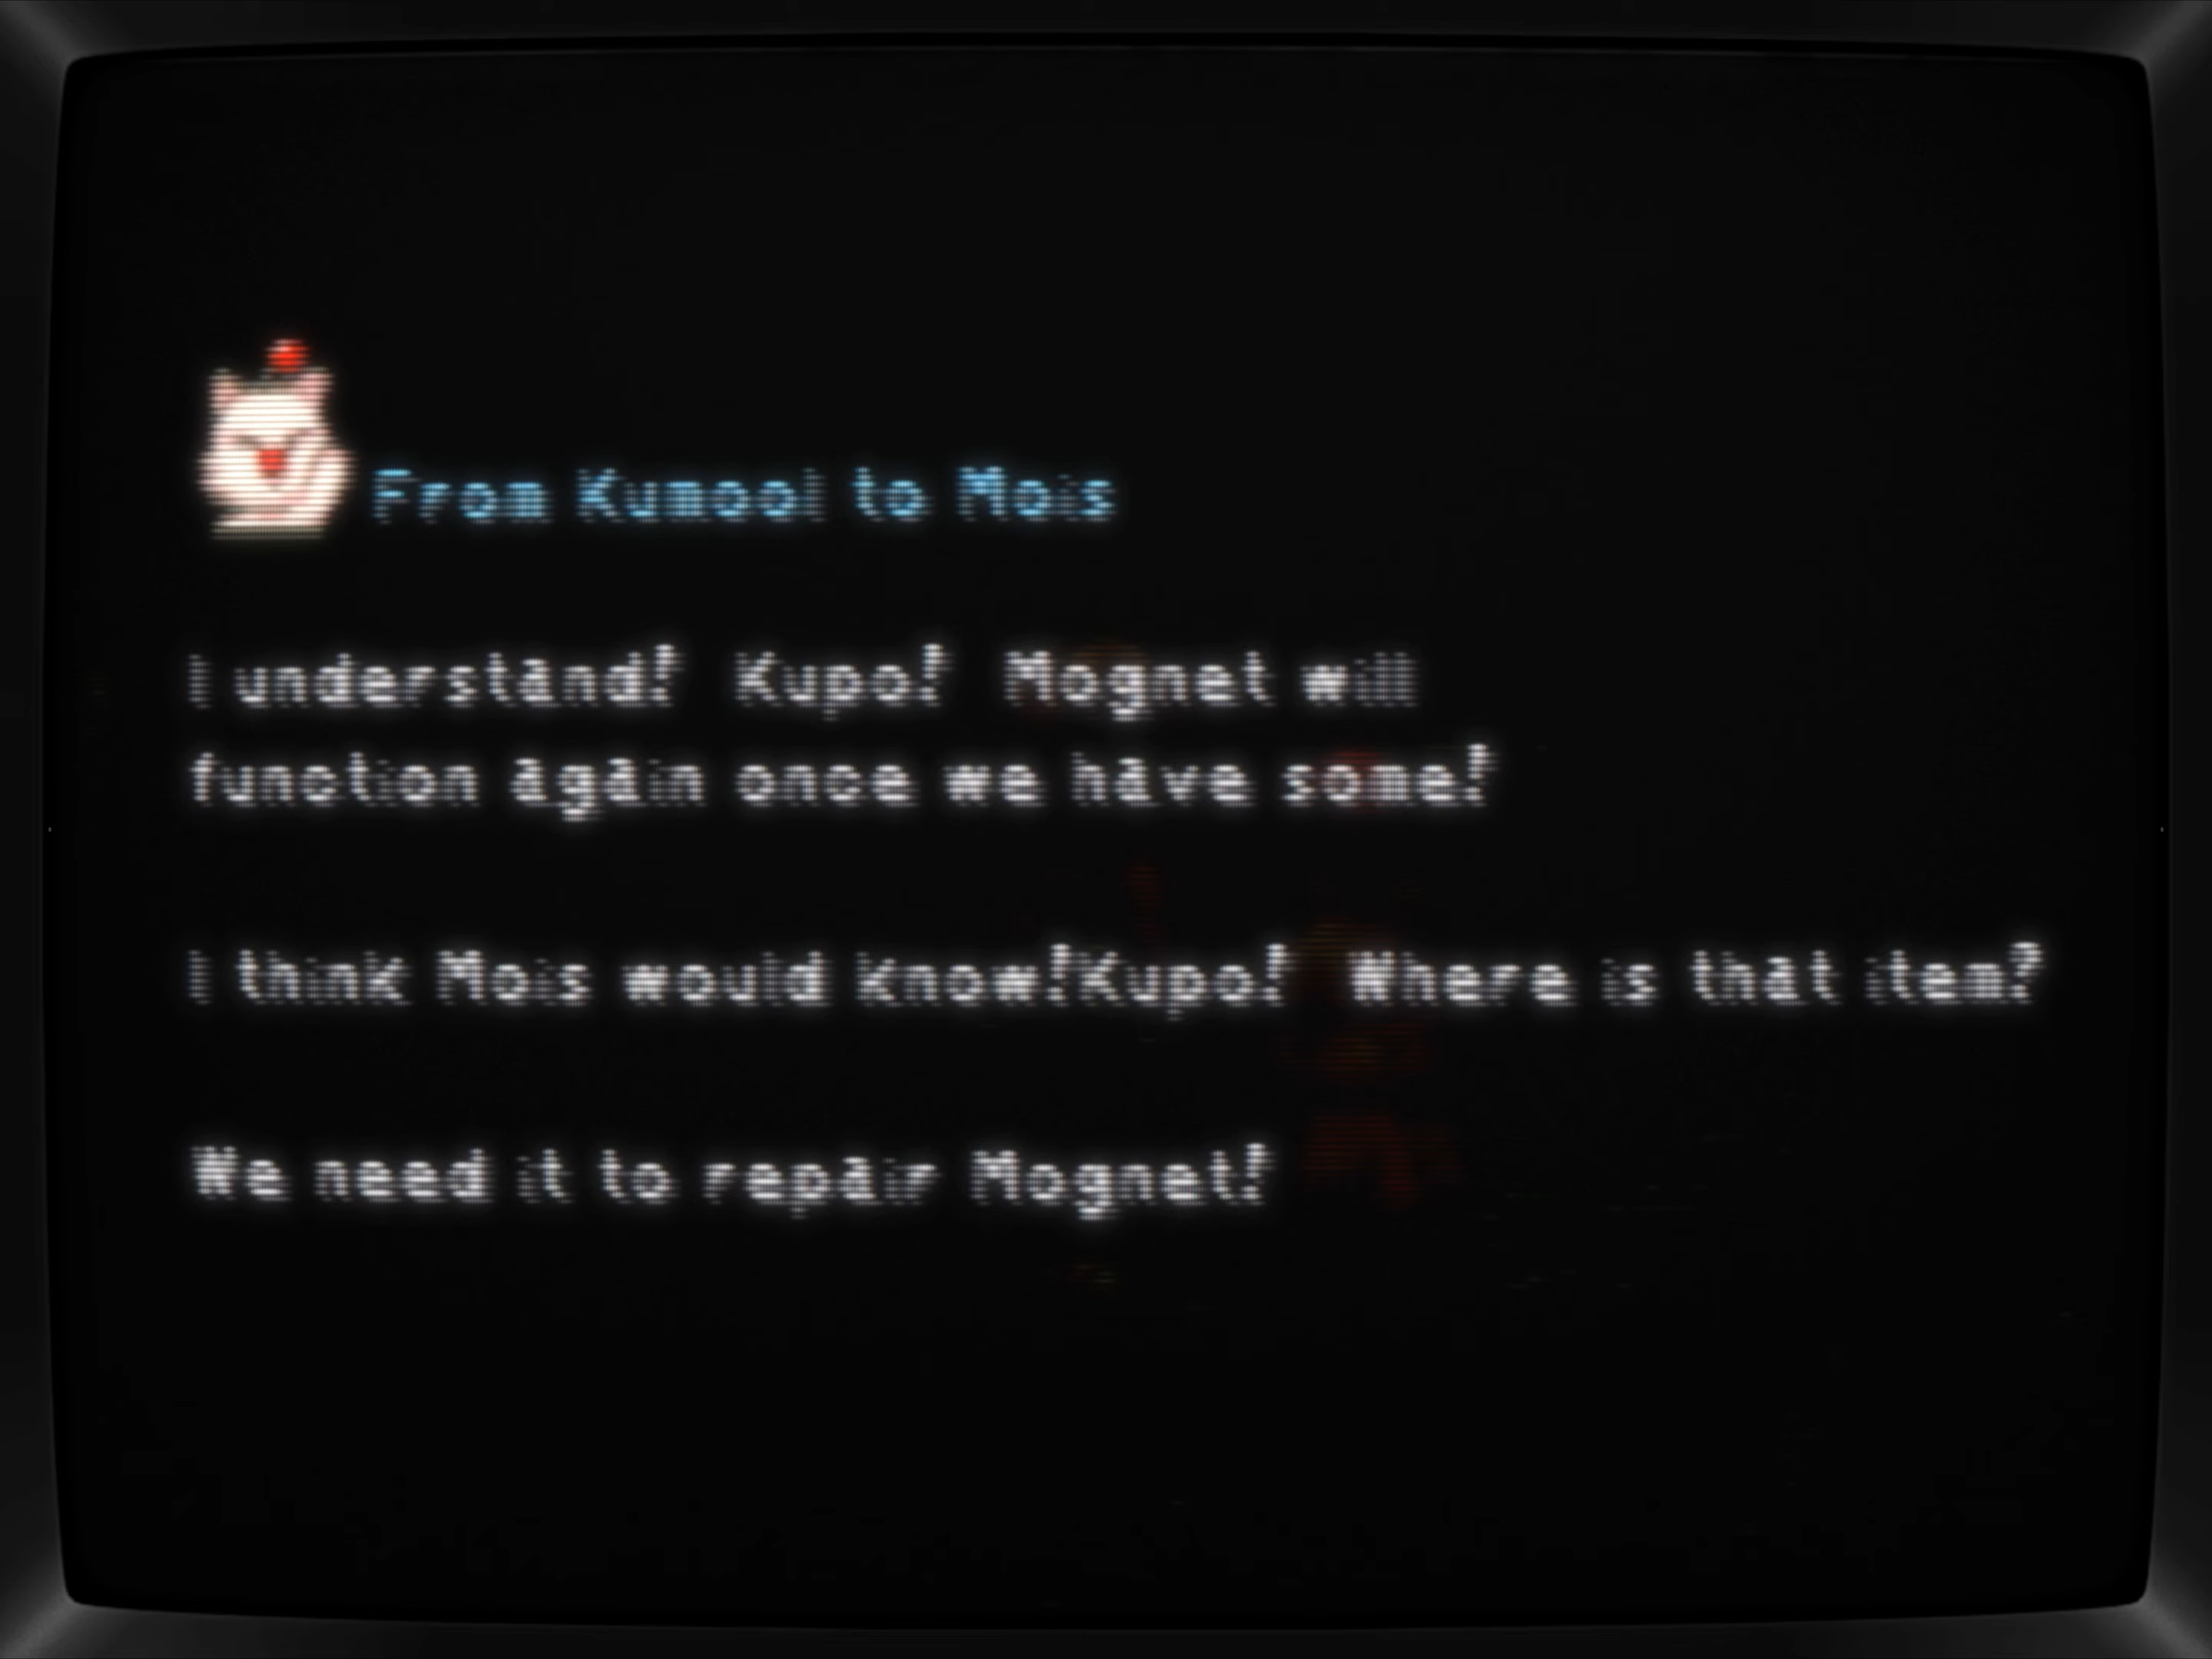 From Kumool to Mois
I understand! Kupo! Mognet will
function again once we have some!
I think Mois would know!Kupo! Where is that item?
We need it to repair Mognet!